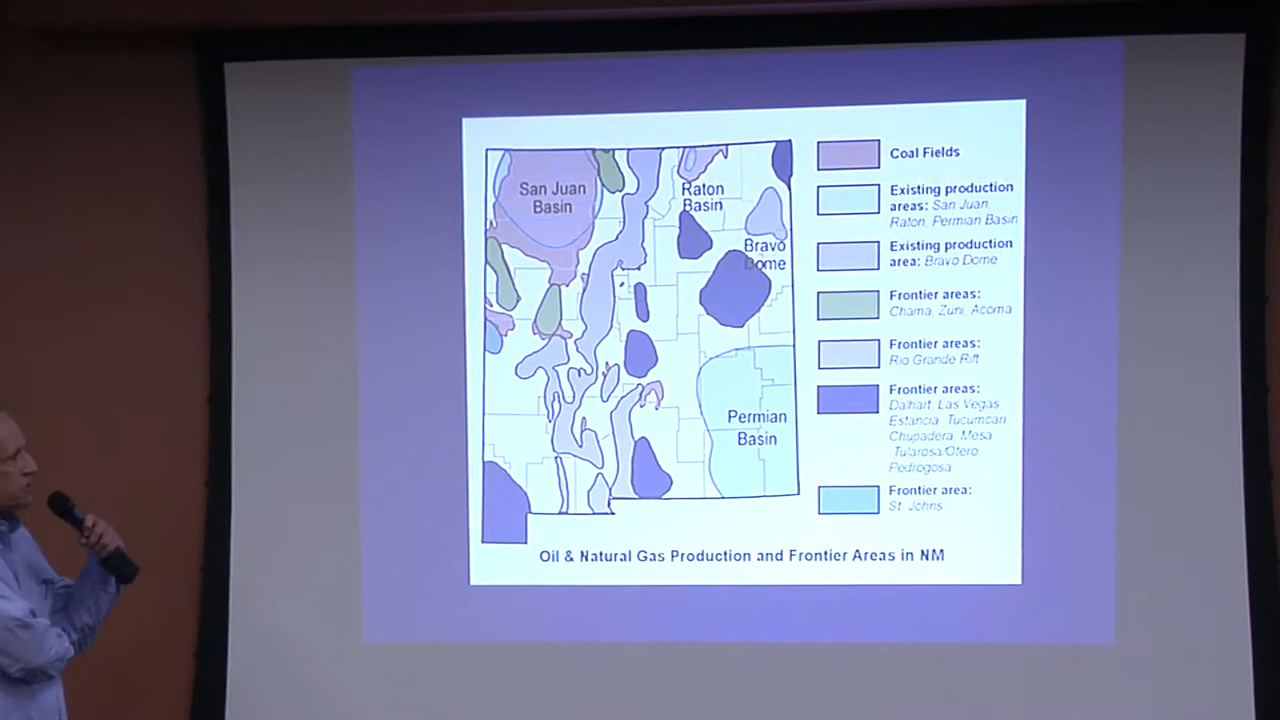 San Juan
Basin
Raton
Basin
Bravo
Dome
Permian
Basin
Coal Fields
Existing production
areas: San Juan,
Raton, Permian Basin
Existing production
area: Bravo Dome
Frontier areas:
Chama, Zuni, Acoma
Frontier areas:
Rio Grande Rift
Frontier areas:
Dalhart, Las Vegas
Estancia, Tucumcari
Chupadera, Mesa
Tularosa/Otero
Pedrogosa
Frontier area:
St. Johns
Oil & Natural Gas Production and Frontier Areas in NM